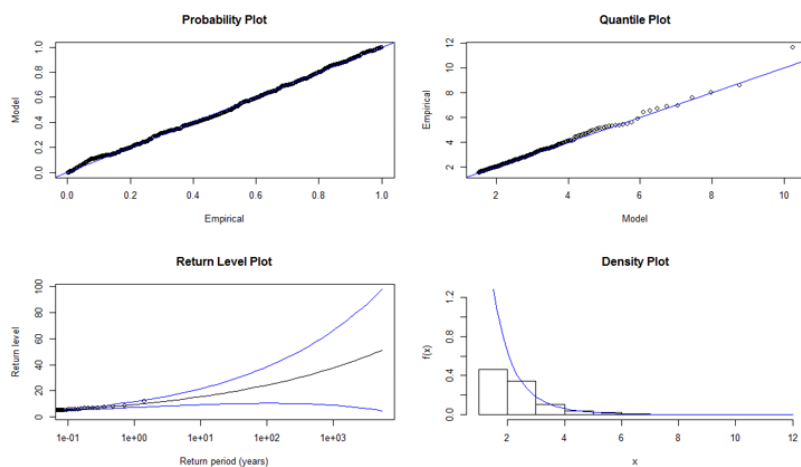 Probability Plot
Model
0.0 0.2 0.4 0.6 0.8 1.0
0.0 0.2 0.4 0.6 0.8 1.0
Empirical
Quantile Plot
Empirical
2 4 6 8 10 12
2 4 6 8 10
Model
Return Level Plot
Return level
0 20 40 60 80 100
1e-01 1e+00 1e+01 1e+02 1e+03
Return period (years)
Density Plot
f(x)
0.0 0.4 0.8 1.2
2 4 6 8 10 12
x